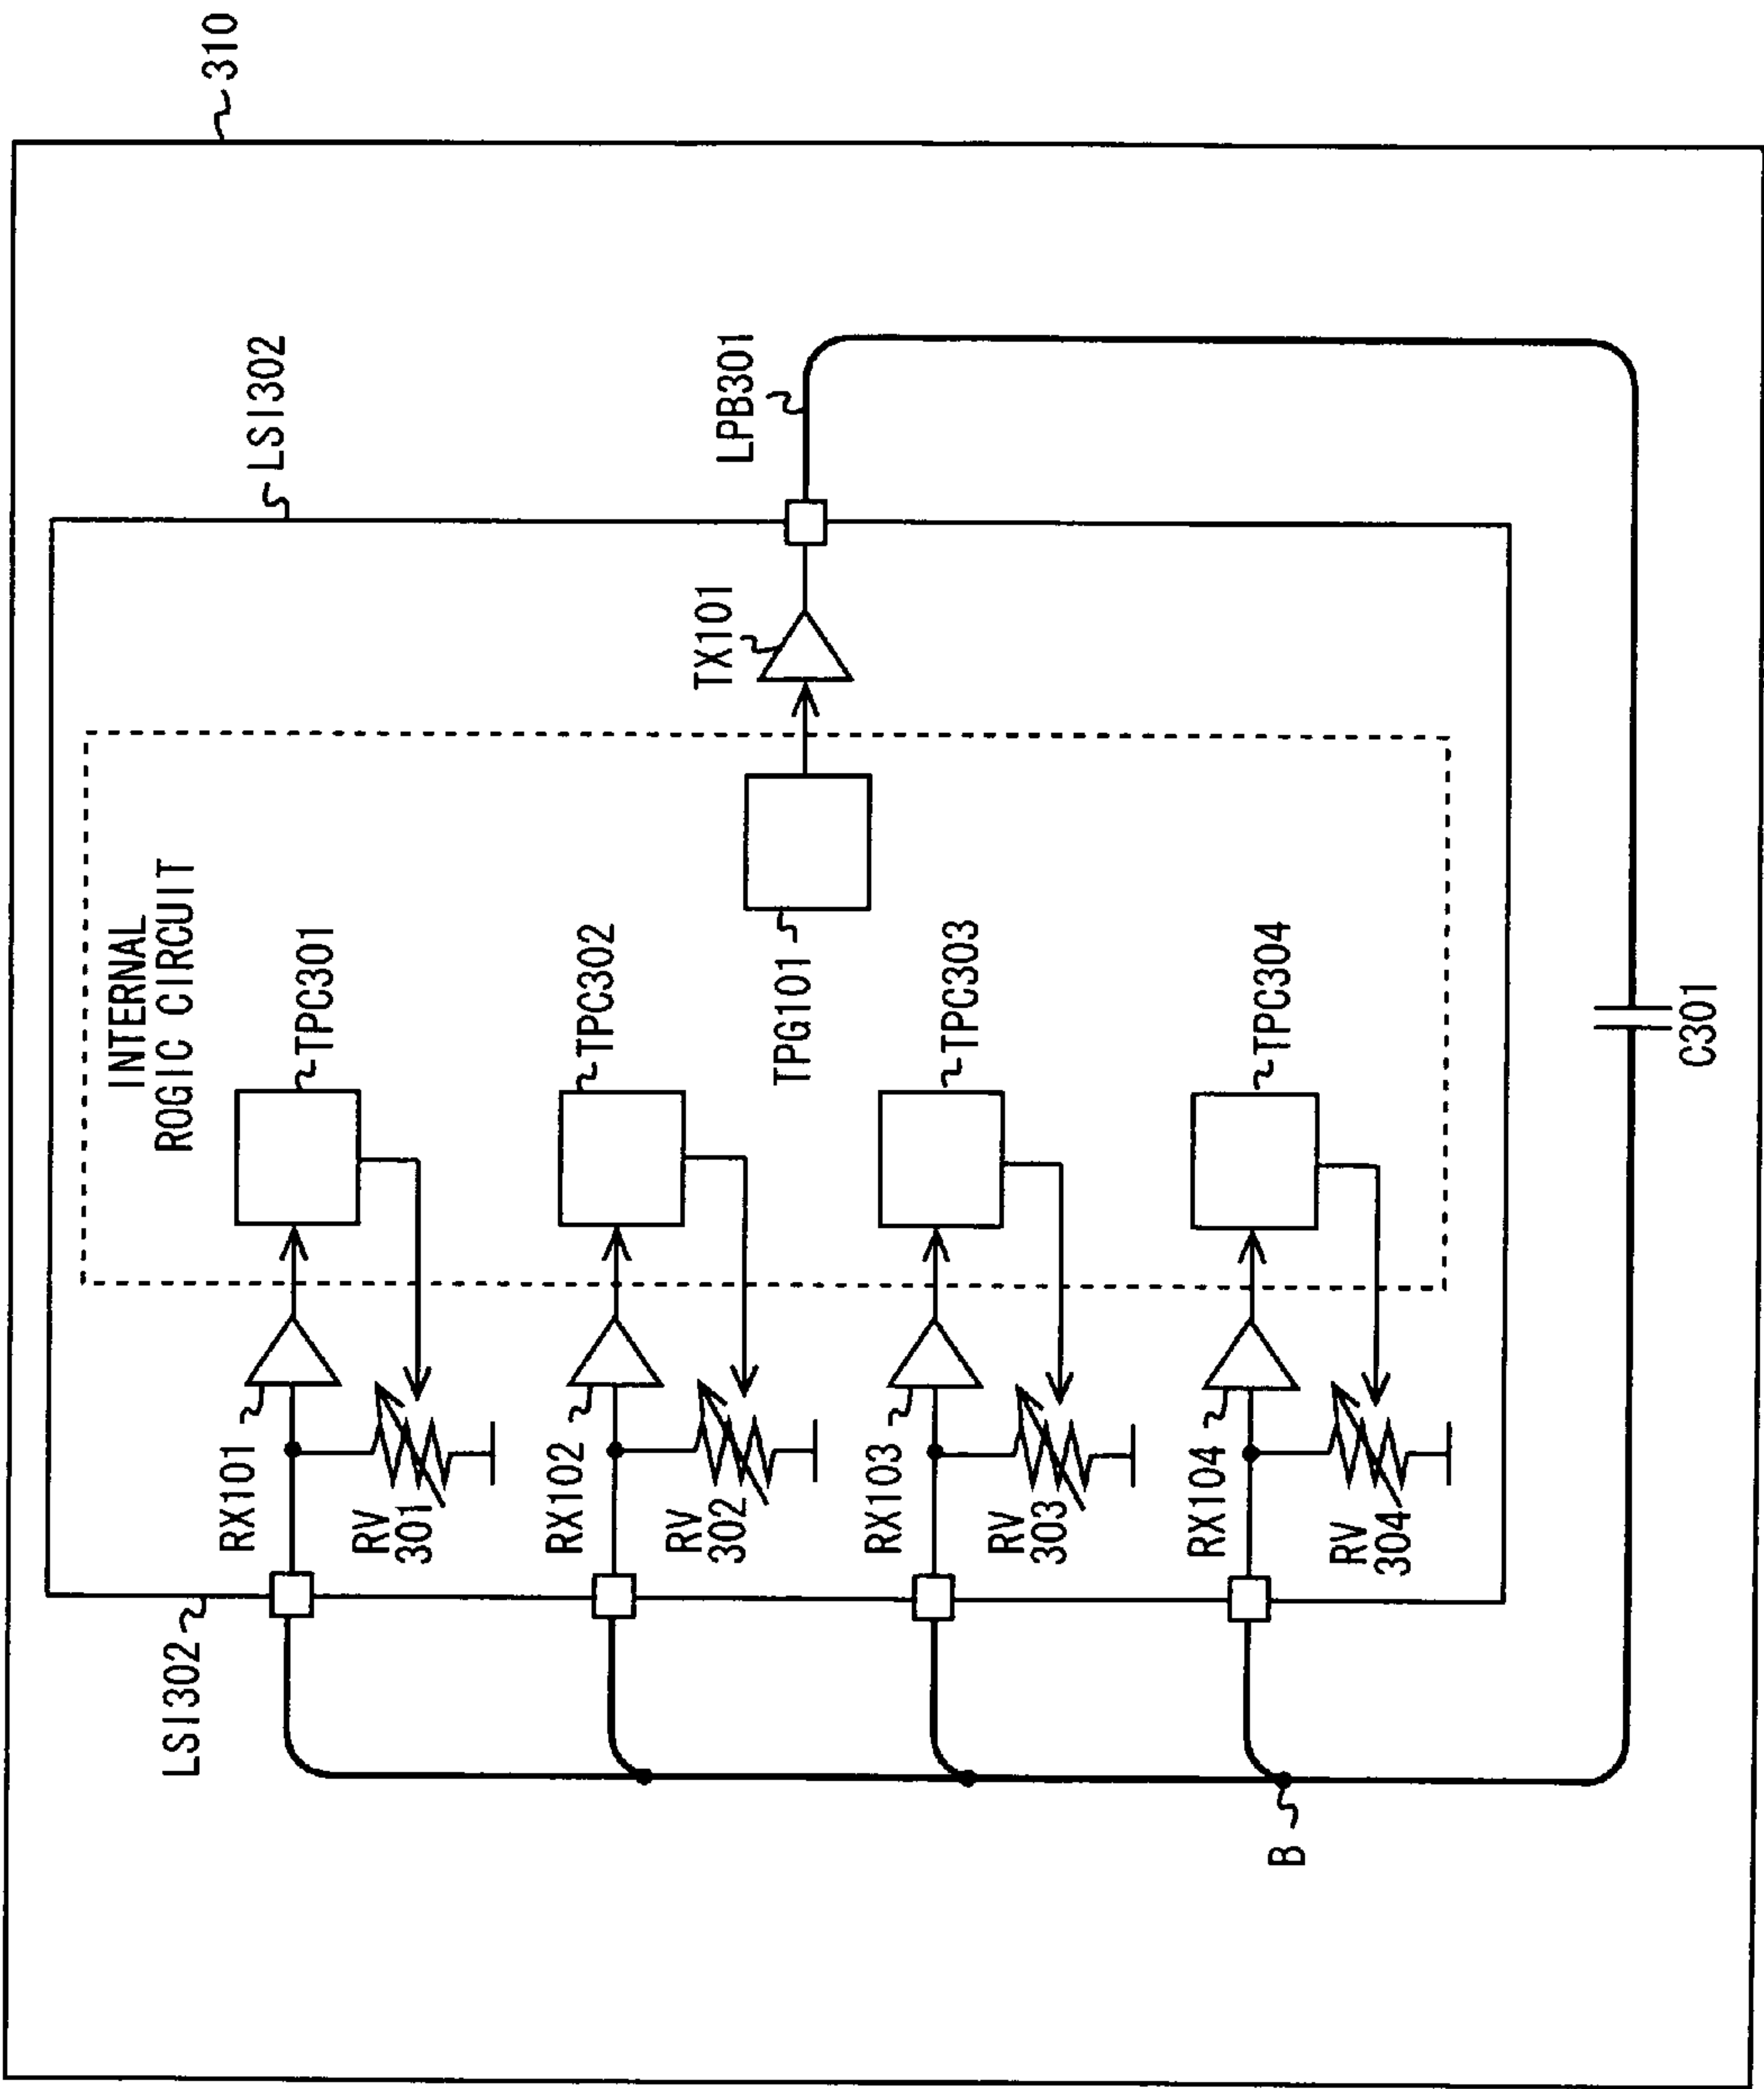 310
LSI302
LPB301
TX101
INTERNAL
ROGIC CIRCUIT
TPC301
TPC302
TPG101
TPC303
TPC304
RX101
RV
301
RX102
RV
302
RX103
RV
303
RX104
RV
304
LSI302
B
C301